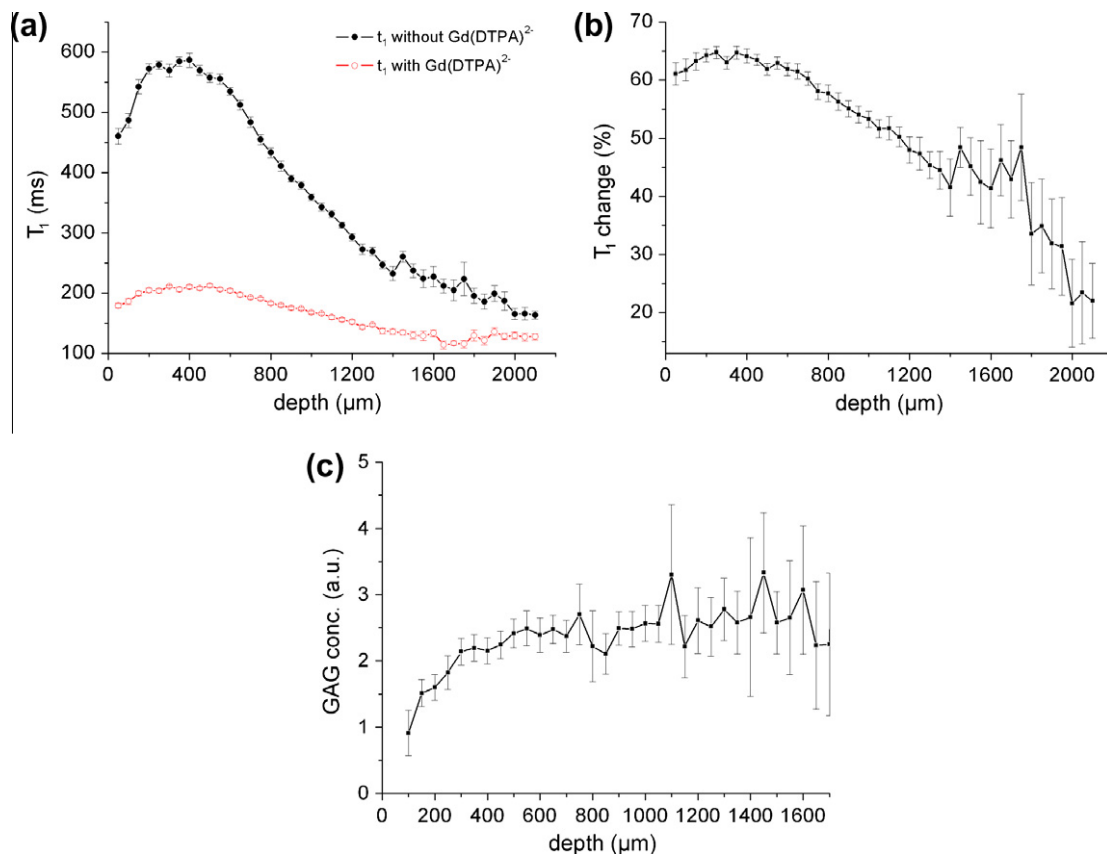 (a)
t₁ without Gd(DTPA)²⁻
t₁ with Gd(DTPA)²⁻
T₁ (ms)
600
500
400
300
200
100
0 400 800 1200 1600 2000
depth (µm)
(b)
T₁ change (%)
70
60
50
40
30
20
0 400 800 1200 1600 2000
depth (µm)
(c)
GAG conc. (a.u.)
5
4
3
2
1
0
0 200 400 600 800 1000 1200 1400 1600
depth (µm)